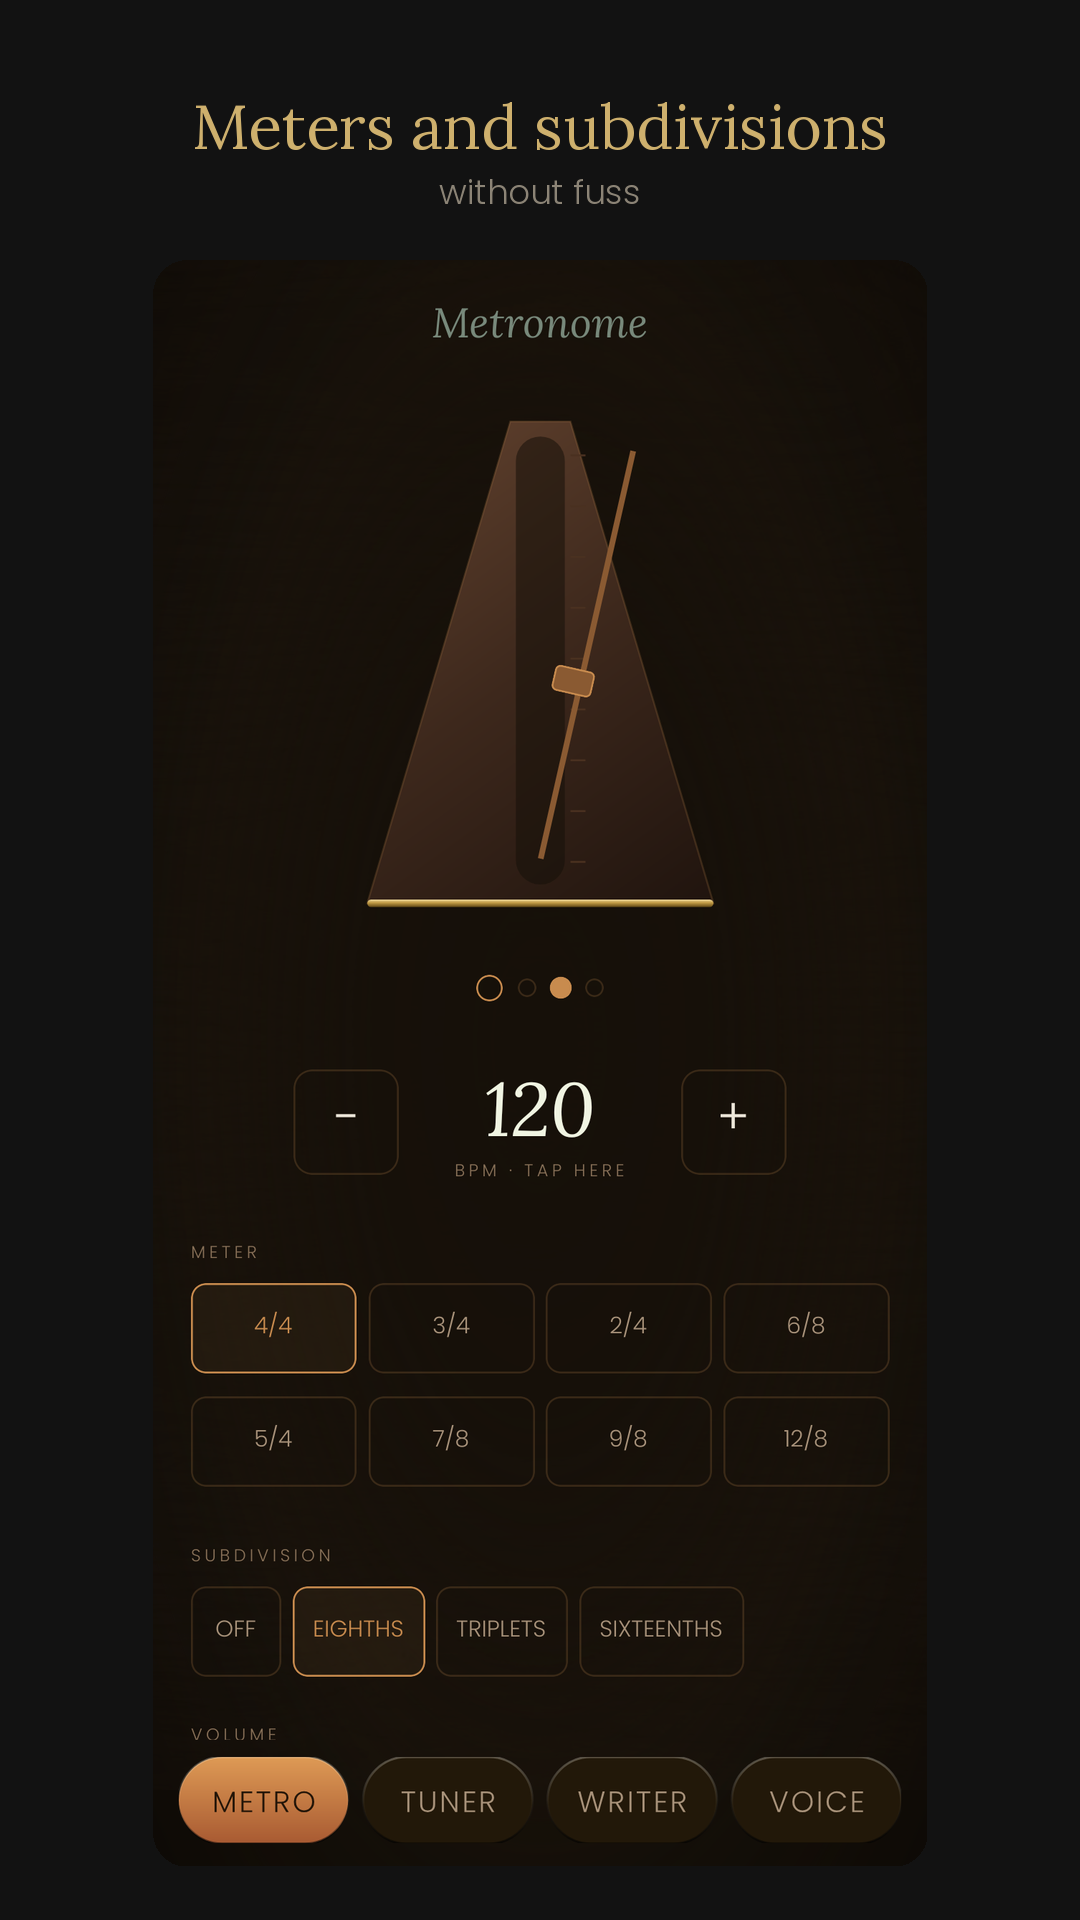 Meters and subdivisions
without fuss
Metronome
− 120 +
BPM · TAP HERE
METER
4/4 3/4 2/4 6/8
5/4 7/8 9/8 12/8
SUBDIVISION
OFF EIGHTHS TRIPLETS SIXTEENTHS
VOLUME
METRO TUNER WRITER VOICE